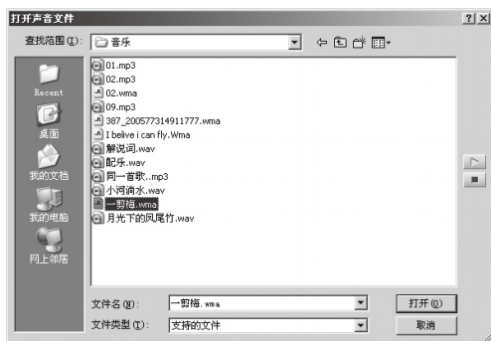 打开声音文件
查找范围(I):
音乐
Recent
桌面
我的文档
我的电脑
网上邻居
01.mp3
02.mp3
02.wma
09.mp3
387_200577314911777.wma
I belive i can fly.Wma
解说词.wav
配乐.wav
同一首歌..mp3
小河滴水.wav
一剪梅.wma
月光下的凤尾竹.wav
文件名(N):
一剪梅.wma
打开(O)
文件类型(T):
支持的文件
取消